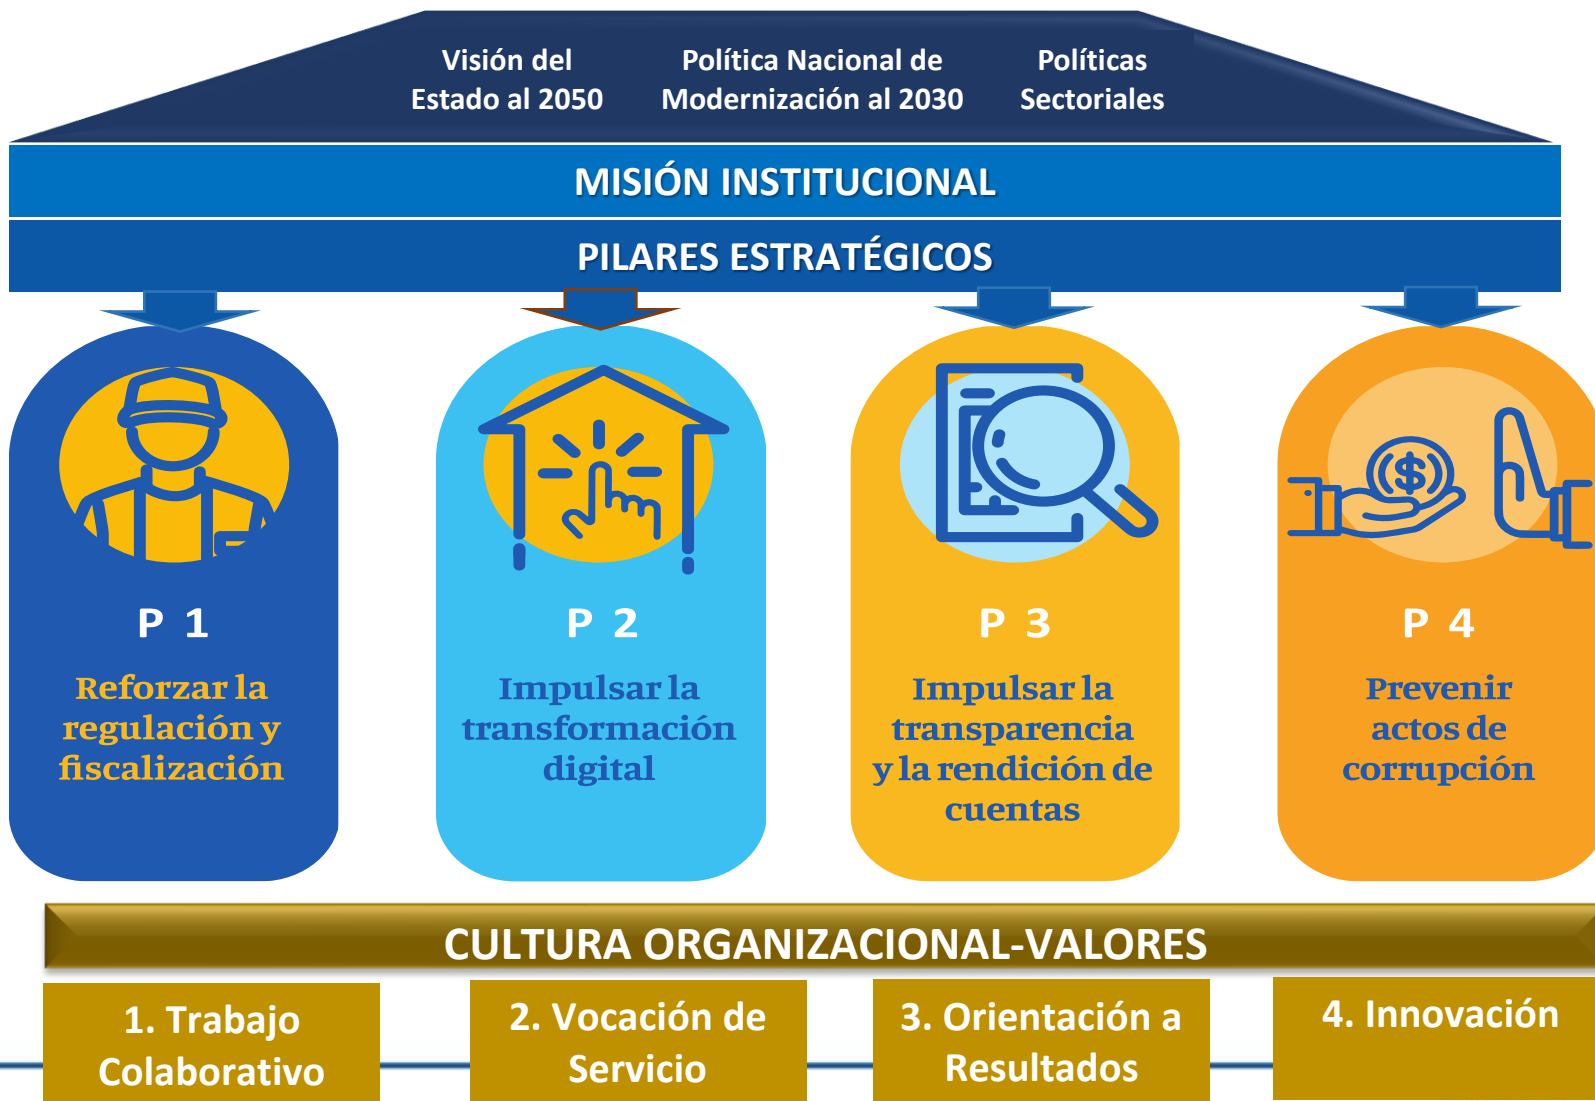 Visión del
Estado al 2050
Política Nacional de
Modernización al 2030
Políticas
Sectoriales
MISIÓN INSTITUCIONAL
PILARES ESTRATÉGICOS
$
P 1
Reforzar la
regulación y
fiscalización
P 2
Impulsar la
transformación
digital
P 3
Impulsar la
transparencia
y la rendición de
cuentas
P 4
Prevenir
actos de
corrupción
CULTURA ORGANIZACIONAL-VALORES
1. Trabajo
Colaborativo
2. Vocación de
Servicio
3. Orientación a
Resultados
4. Innovación